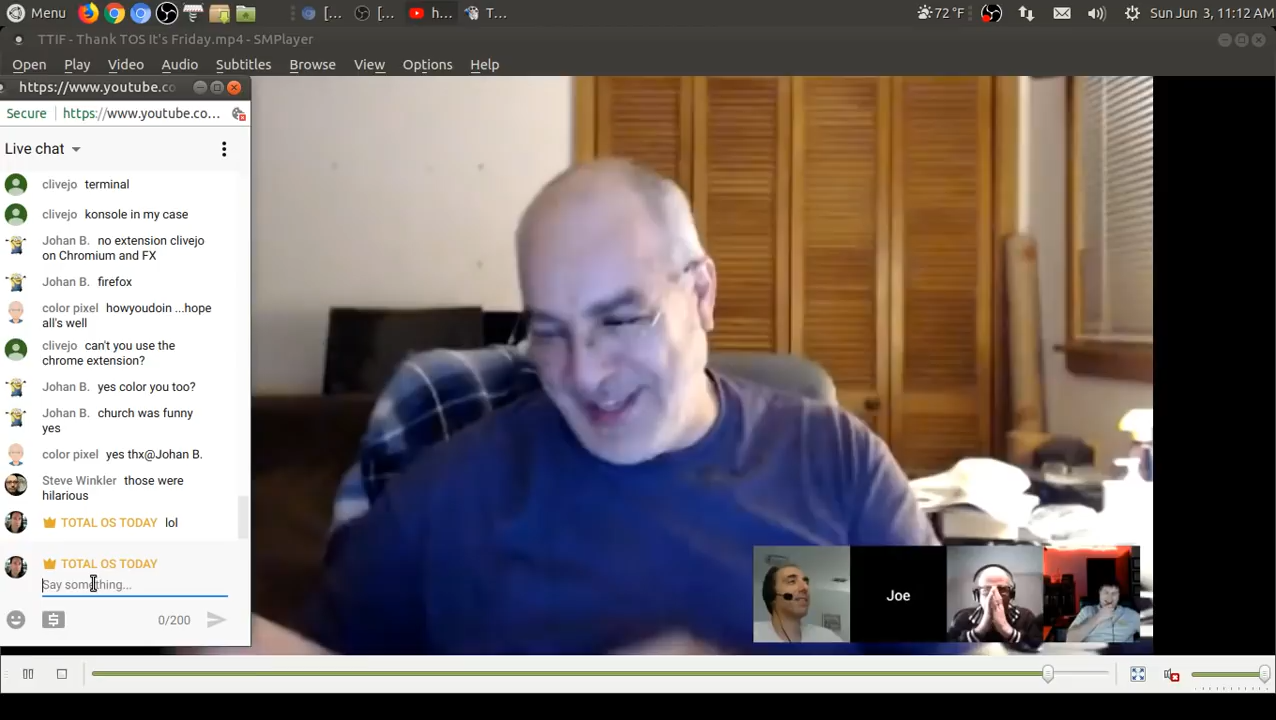 Menu [... [... h... T... 72 °F Sun Jun 3, 11:12 AM
TTIF - Thank TOS It's Friday.mp4 - SMPlayer
Open Play Video Audio Subtitles Browse View Options Help
https://www.youtube.co
Secure https://www.youtube.co...
Live chat
clivejo terminal
clivejo konsole in my case
Johan B. no extension clivejo
on Chromium and FX
Johan B. firefox
color pixel howyoudoin ...hope
all's well
clivejo can't you use the
chrome extension?
Johan B. yes color you too?
Johan B. church was funny
yes
color pixel yes thx@Johan B.
Steve Winkler those were
hilarious
TOTAL OS TODAY lol
TOTAL OS TODAY
Say something...
0/200
Joe